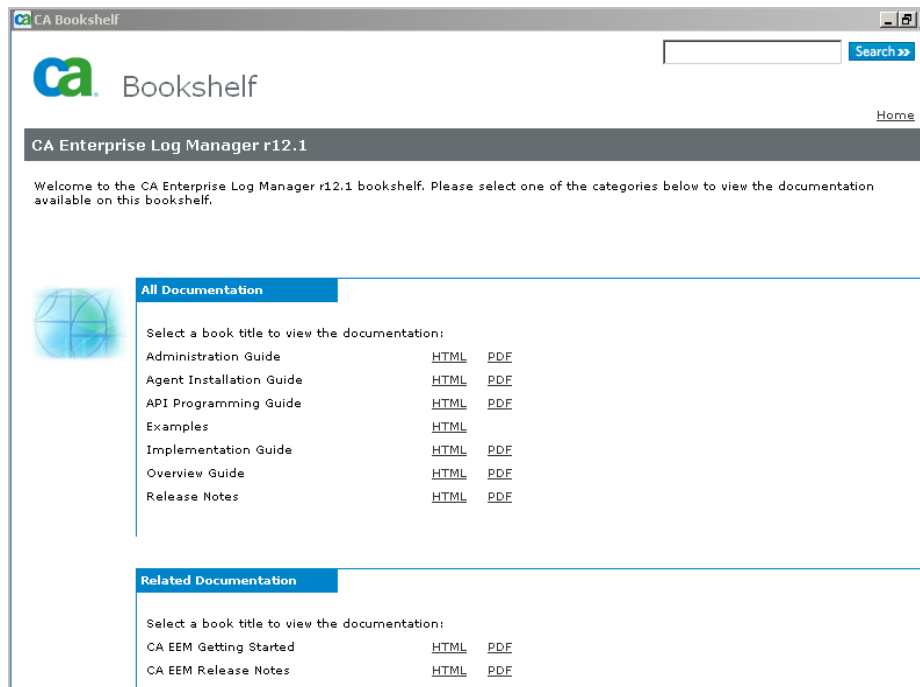 CA Bookshelf
Search >>
ca. Bookshelf
Home
CA Enterprise Log Manager r12.1
Welcome to the CA Enterprise Log Manager r12.1 bookshelf. Please select one of the categories below to view the documentation
available on this bookshelf.
All Documentation
Select a book title to view the documentation:
Administration Guide HTML PDF
Agent Installation Guide HTML PDF
API Programming Guide HTML PDF
Examples HTML
Implementation Guide HTML PDF
Overview Guide HTML PDF
Release Notes HTML PDF
Related Documentation
Select a book title to view the documentation:
CA EEM Getting Started HTML PDF
CA EEM Release Notes HTML PDF